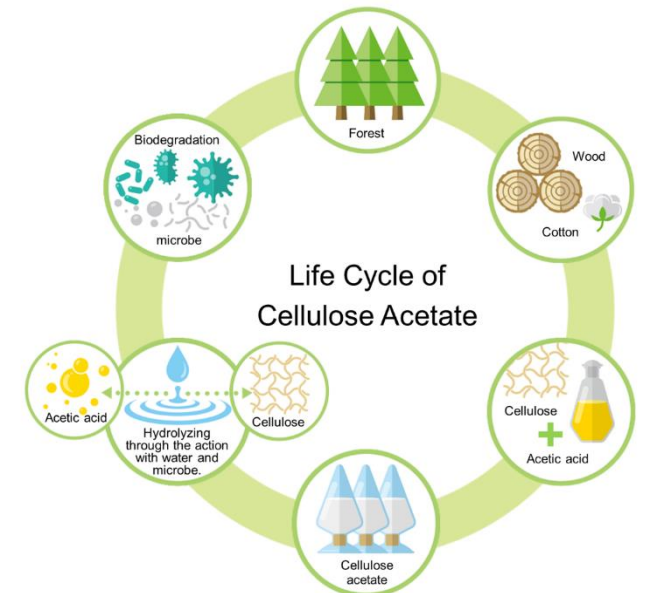 Forest
Wood
Cotton
Biodegradation
microbe
Life Cycle of
Cellulose Acetate
Cellulose
Acetic acid
Cellulose
acetate
Acetic acid
Hydrolyzing
through the action
with water and
microbe.
Cellulose